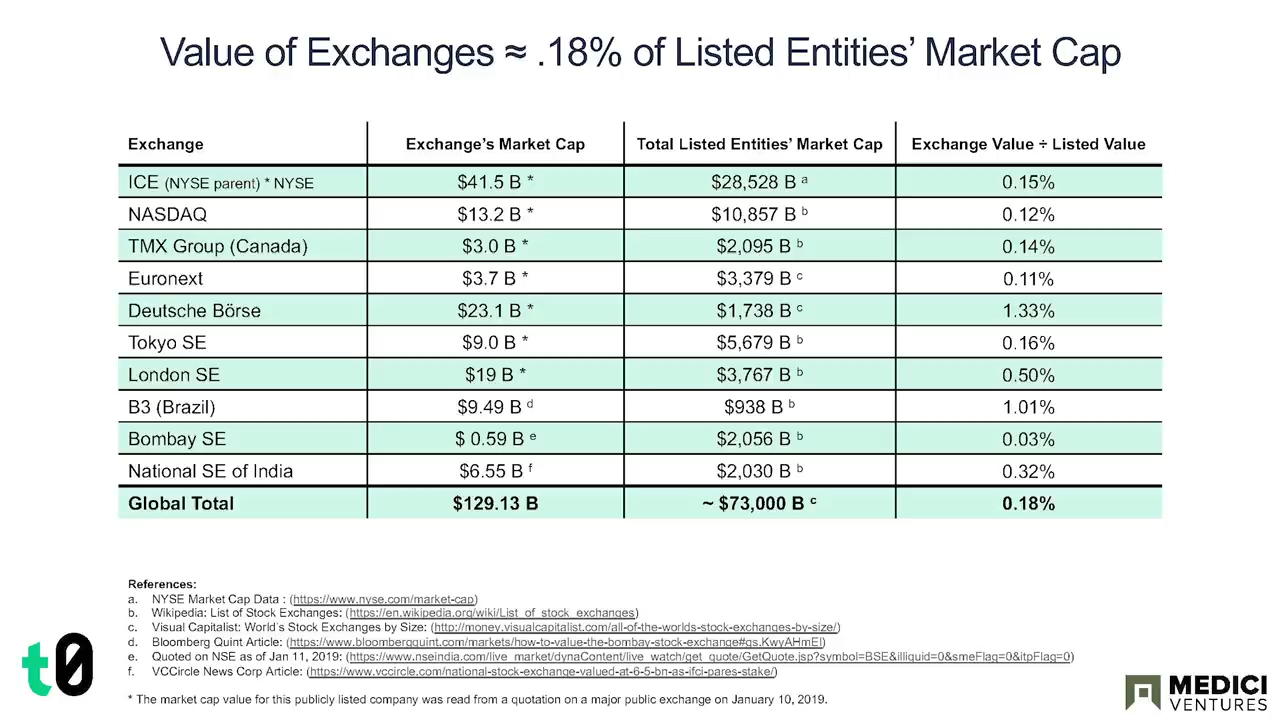 Value of Exchanges ≈ .18% of Listed Entities’ Market Cap
Exchange Exchange’s Market Cap Total Listed Entities’ Market Cap Exchange Value ÷ Listed Value
ICE (NYSE parent) * NYSE $41.5 B * $28,528 B a 0.15%
NASDAQ $13.2 B * $10,857 B b 0.12%
TMX Group (Canada) $3.0 B * $2,095 B b 0.14%
Euronext $3.7 B * $3,379 B c 0.11%
Deutsche Börse $23.1 B * $1,738 B c 1.33%
Tokyo SE $9.0 B * $5,679 B b 0.16%
London SE $19 B * $3,767 B b 0.50%
B3 (Brazil) $9.49 B d $938 B b 1.01%
Bombay SE $ 0.59 B e $2,056 B b 0.03%
National SE of India $6.55 B f $2,030 B b 0.32%
Global Total $129.13 B ~ $73,000 B c 0.18%
References:
a. NYSE Market Cap Data : (https://www.nyse.com/market-cap)
b. Wikipedia: List of Stock Exchanges: (https://en.wikipedia.org/wiki/List_of_stock_exchanges)
c. Visual Capitalist: World’s Stock Exchanges by Size: (http://money.visualcapitalist.com/all-of-the-worlds-stock-exchanges-by-size/)
d. Bloomberg Quint Article: (https://www.bloombergquint.com/markets/how-to-value-the-bombay-stock-exchange#gs.KwyAHmEI)
e. Quoted on NSE as of Jan 11, 2019: (https://www.nseindia.com/live_market/dynaContent/live_watch/get_quote/GetQuote.jsp?symbol=BSE&illiquid=0&smeFlag=0&itpFlag=0)
f. VCCircle News Corp Article: (https://www.vccircle.com/national-stock-exchange-valued-at-6-5-bn-as-ifci-pares-stake/)
* The market cap value for this publicly listed company was read from a quotation on a major public exchange on January 10, 2019.
t0
MEDICI
VENTURES